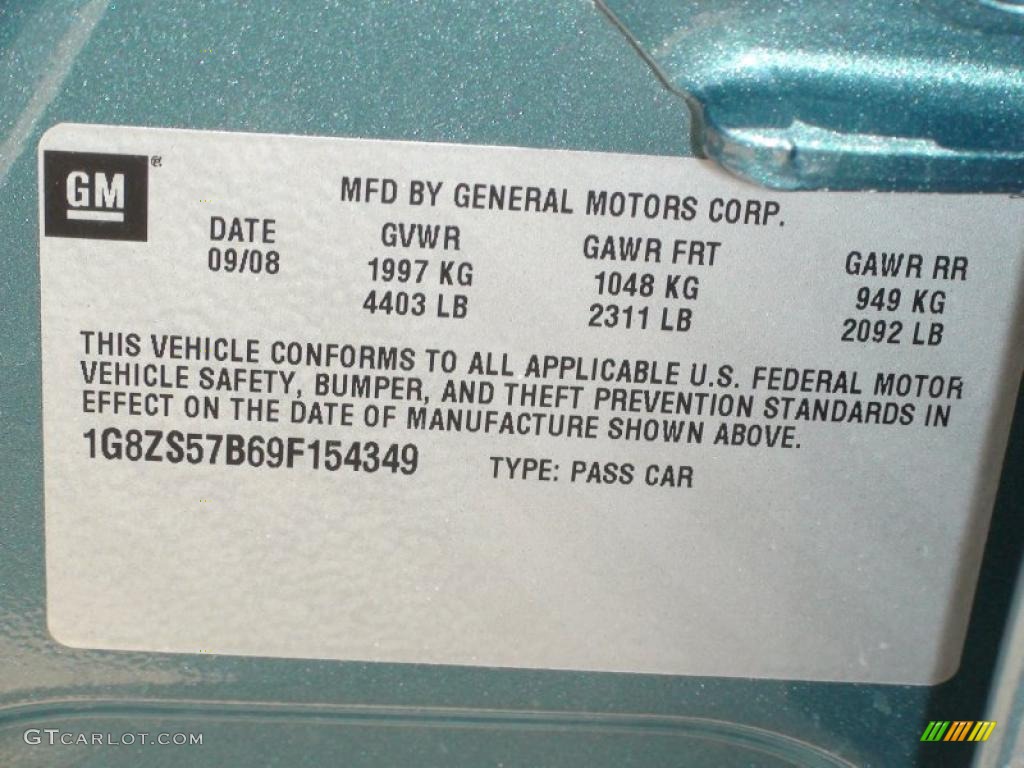 GM®
MFD BY GENERAL MOTORS CORP.
DATE GVWR GAWR FRT GAWR RR
09/08 1997 KG 1048 KG 949 KG
4403 LB 2311 LB 2092 LB
THIS VEHICLE CONFORMS TO ALL APPLICABLE U.S. FEDERAL MOTOR
VEHICLE SAFETY, BUMPER, AND THEFT PREVENTION STANDARDS IN
EFFECT ON THE DATE OF MANUFACTURE SHOWN ABOVE.
1G8ZS57B69F154349 TYPE: PASS CAR
GTCARLOT.COM